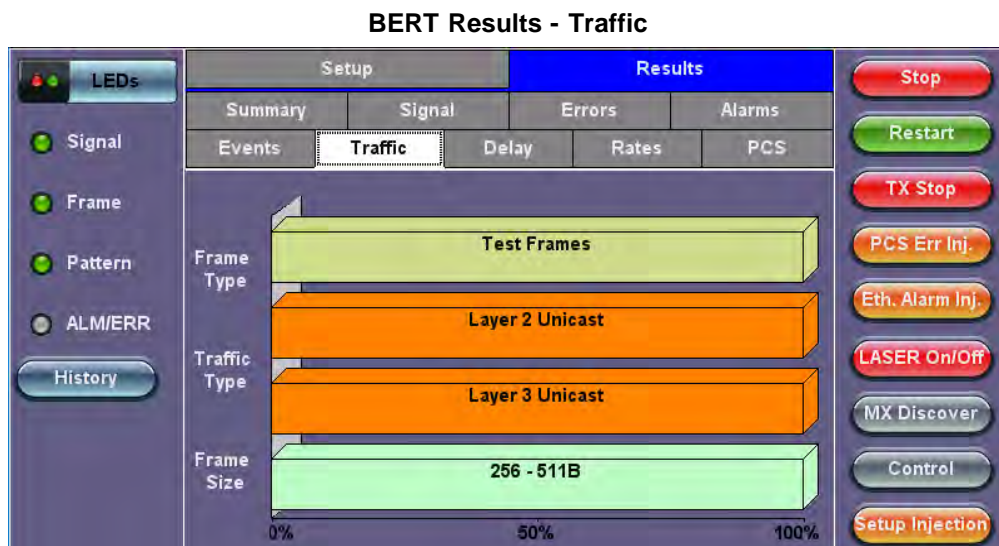 BERT Results - Traffic
LEDs
Signal
Frame
Pattern
ALM/ERR
History
Setup
Results
Summary
Signal
Errors
Alarms
Events
Traffic
Delay
Rates
PCS
Frame
Type
Test Frames
Traffic
Type
Layer 2 Unicast
Layer 3 Unicast
Frame
Size
256 - 511B
0%
50%
100%
Stop
Restart
TX Stop
PCS Err Inj.
Eth. Alarm Inj.
LASER On/Off
MX Discover
Control
Setup Injection